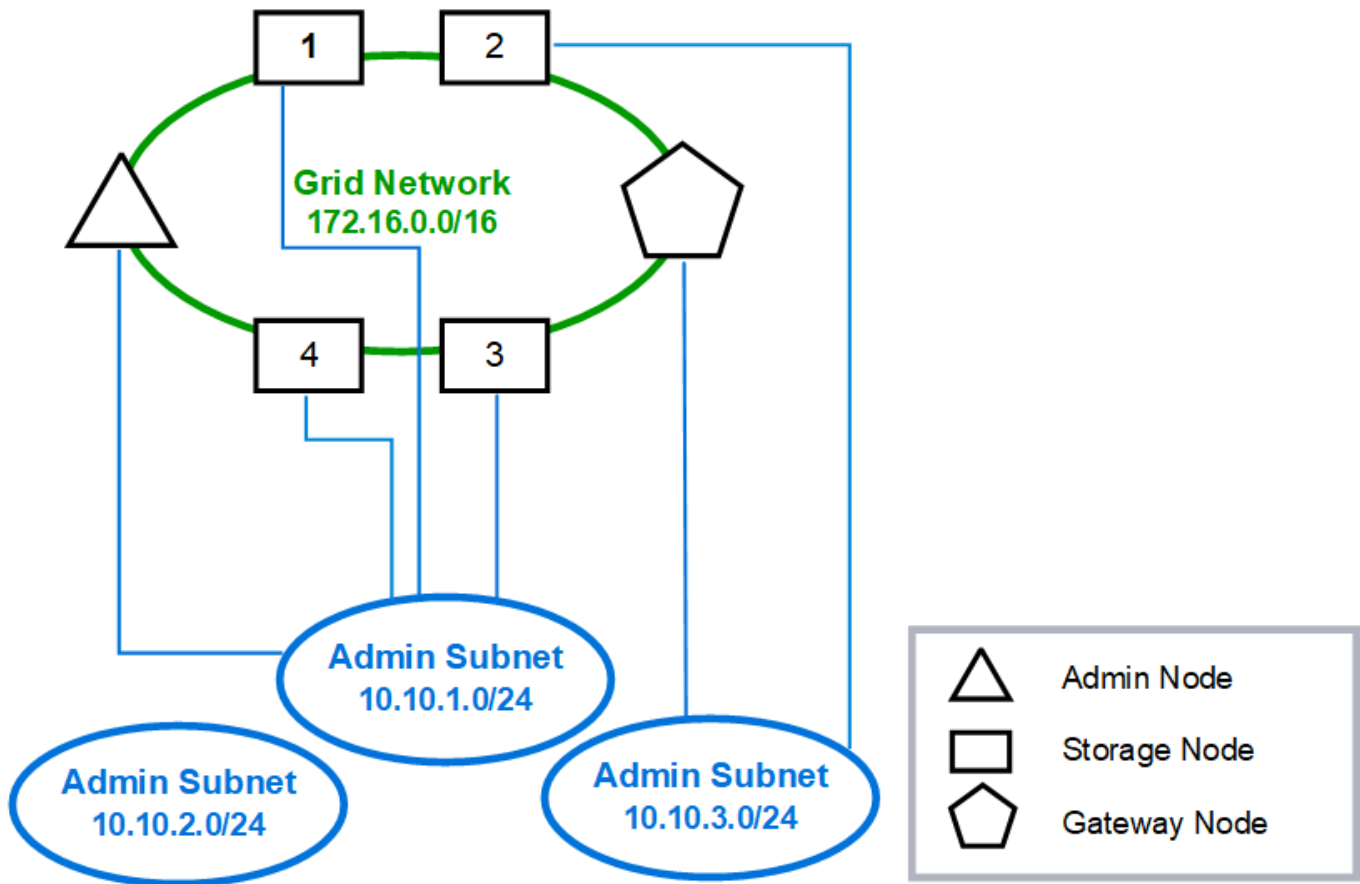 1
2
Grid Network
172.16.0.0/16
4
3
Admin Subnet
10.10.1.0/24
Admin Subnet
10.10.2.0/24
Admin Subnet
10.10.3.0/24
Admin Node
Storage Node
Gateway Node